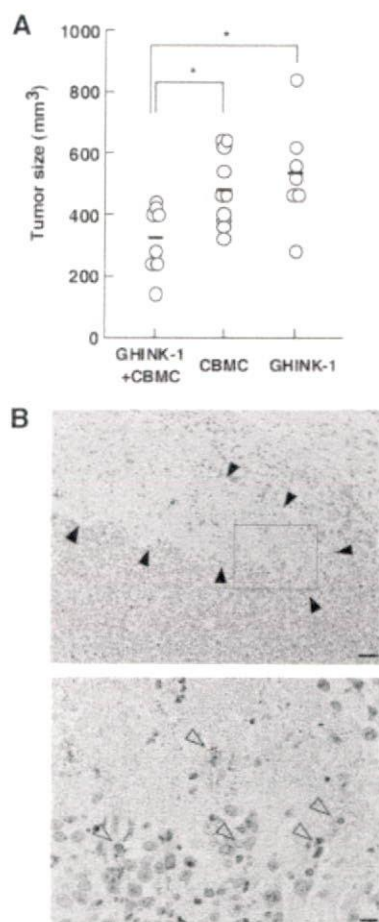 A
1000
*
800
*
Tumor size (mm3)
600
400
200
0
GHINK-1
+CBMC
CBMC
GHINK-1
B